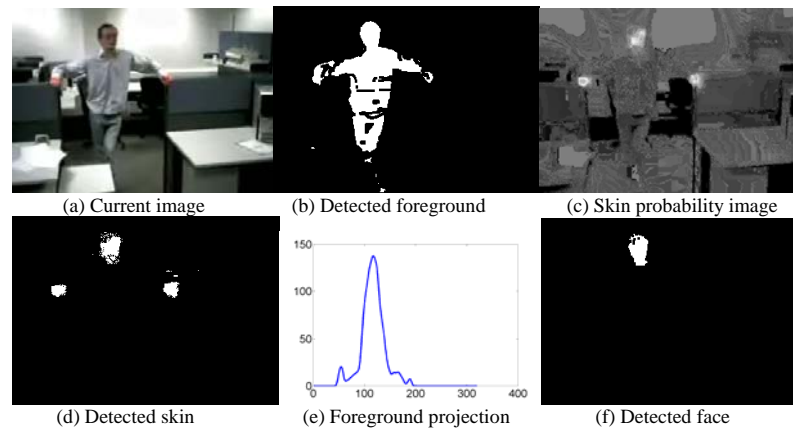 (a) Current image
(b) Detected foreground
(c) Skin probability image
150
100
50
0
0
100
200
300
400
(d) Detected skin
(e) Foreground projection
(f) Detected face